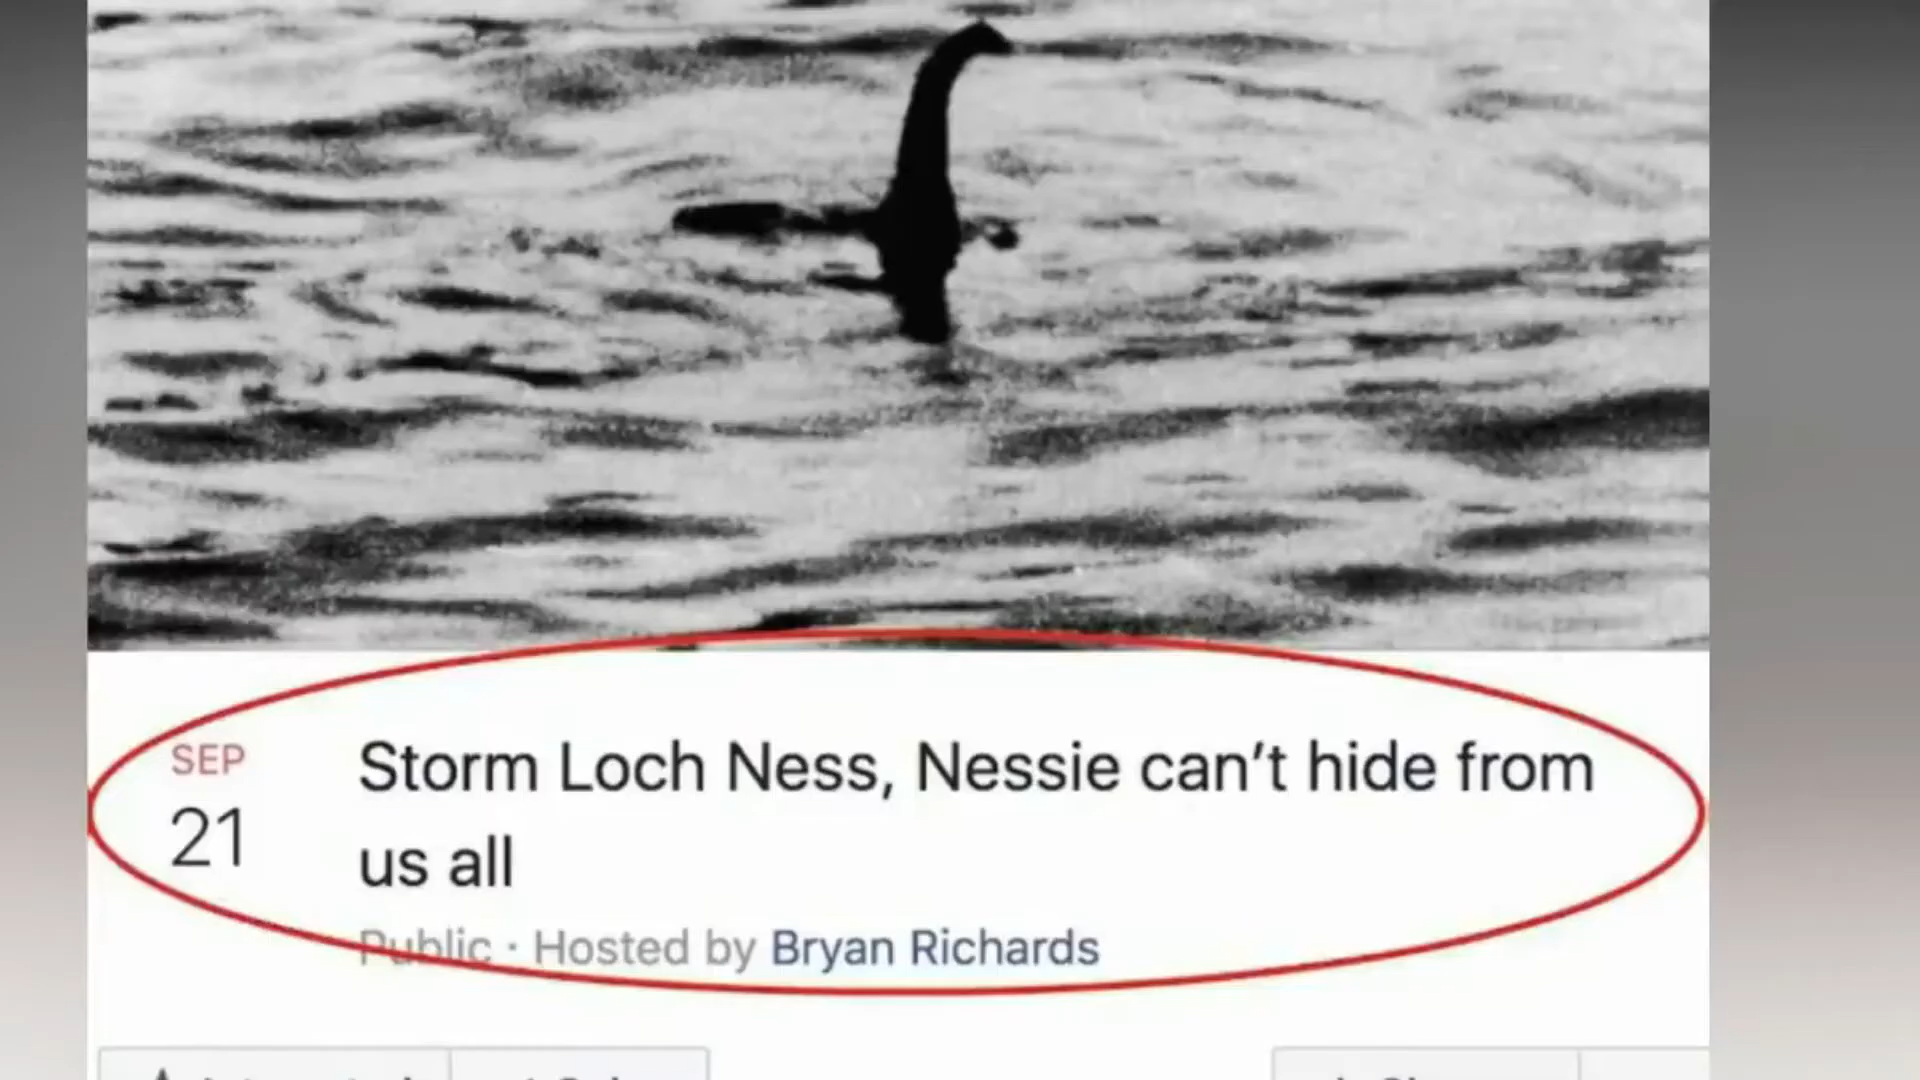 SEP
21
Storm Loch Ness, Nessie can't hide from
us all
Public · Hosted by Bryan Richards